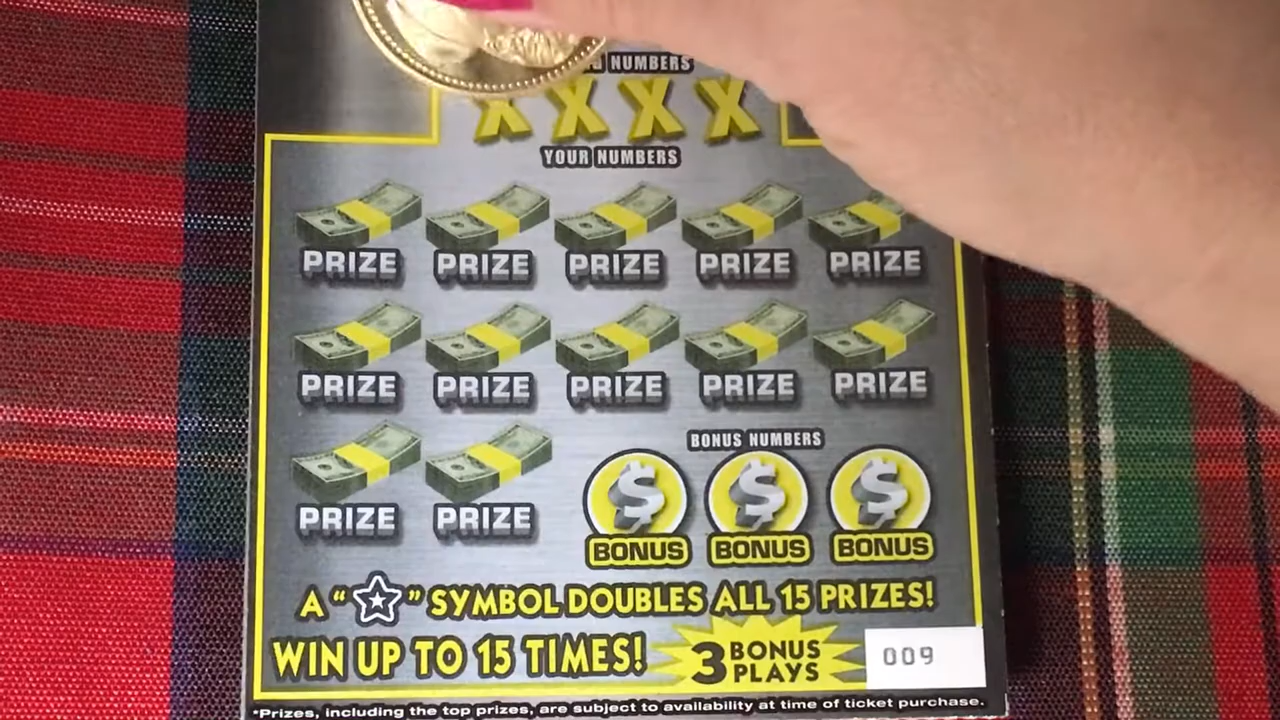 NUMBERS
X X X X
YOUR NUMBERS
PRIZE PRIZE PRIZE PRIZE PRIZE
PRIZE PRIZE PRIZE PRIZE PRIZE
BONUS NUMBERS
$ $ $
PRIZE PRIZE BONUS BONUS BONUS
A “☆” SYMBOL DOUBLES ALL 15 PRIZES!
WIN UP TO 15 TIMES! 3 BONUS PLAYS 009
*Prizes, including the top prizes, are subject to availability at time of ticket purchase.